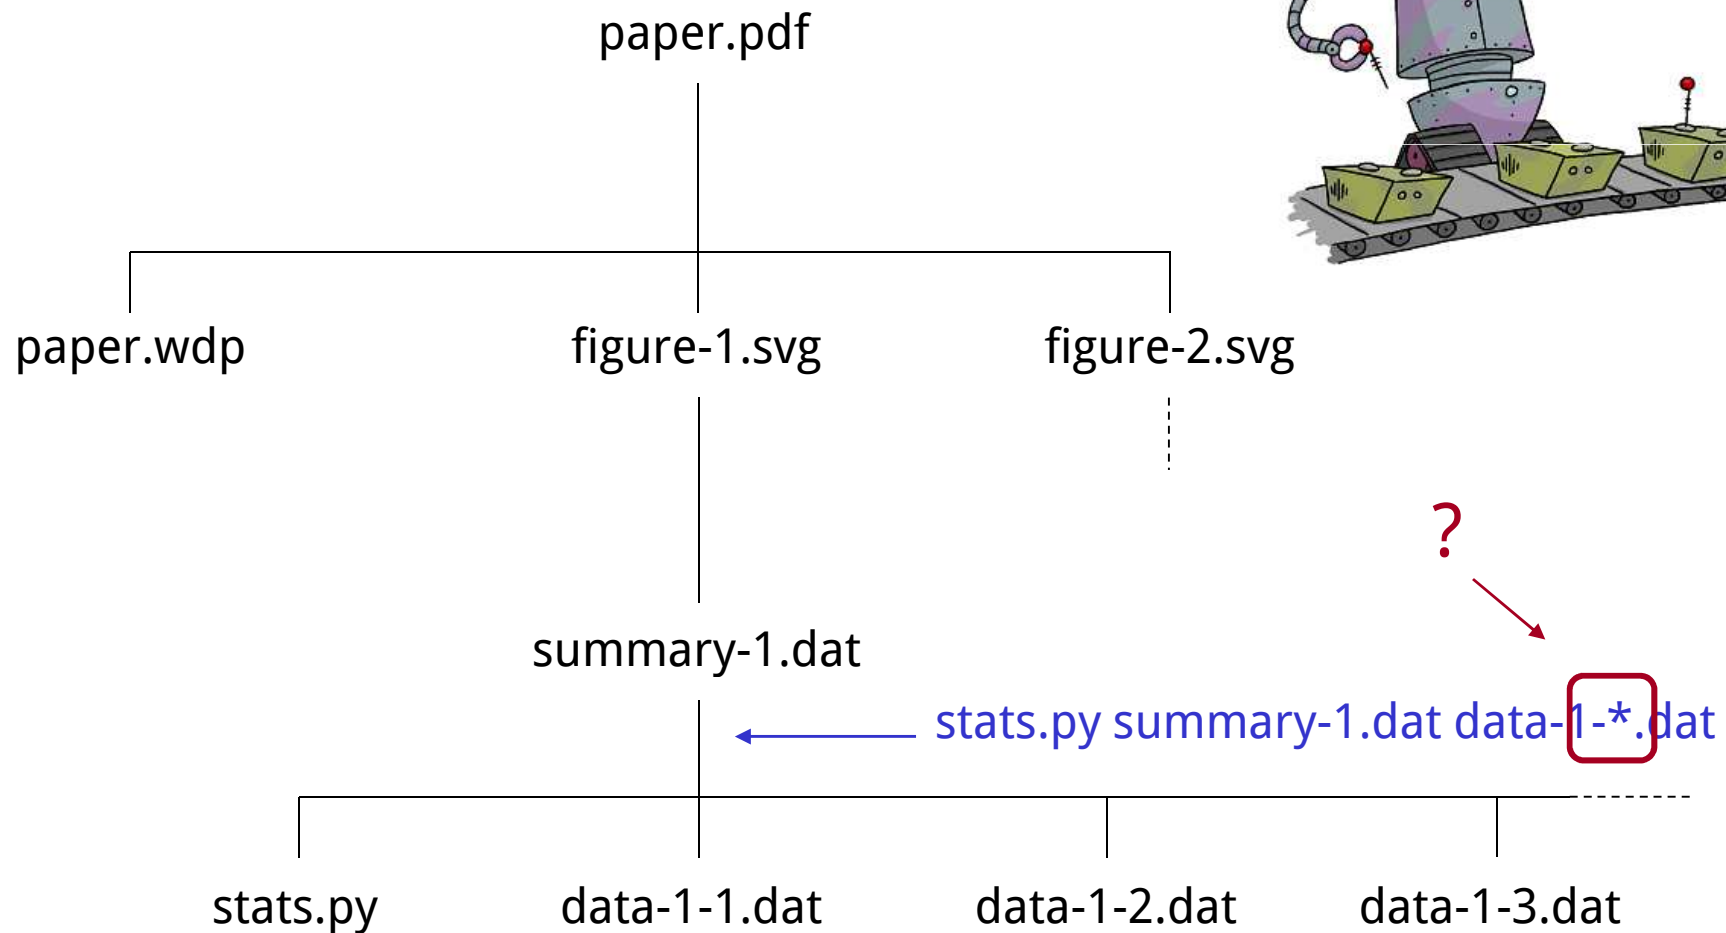 paper.pdf
paper.wdp figure-1.svg figure-2.svg
?
summary-1.dat
stats.py summary-1.dat data-1-*.dat
stats.py data-1-1.dat data-1-2.dat data-1-3.dat